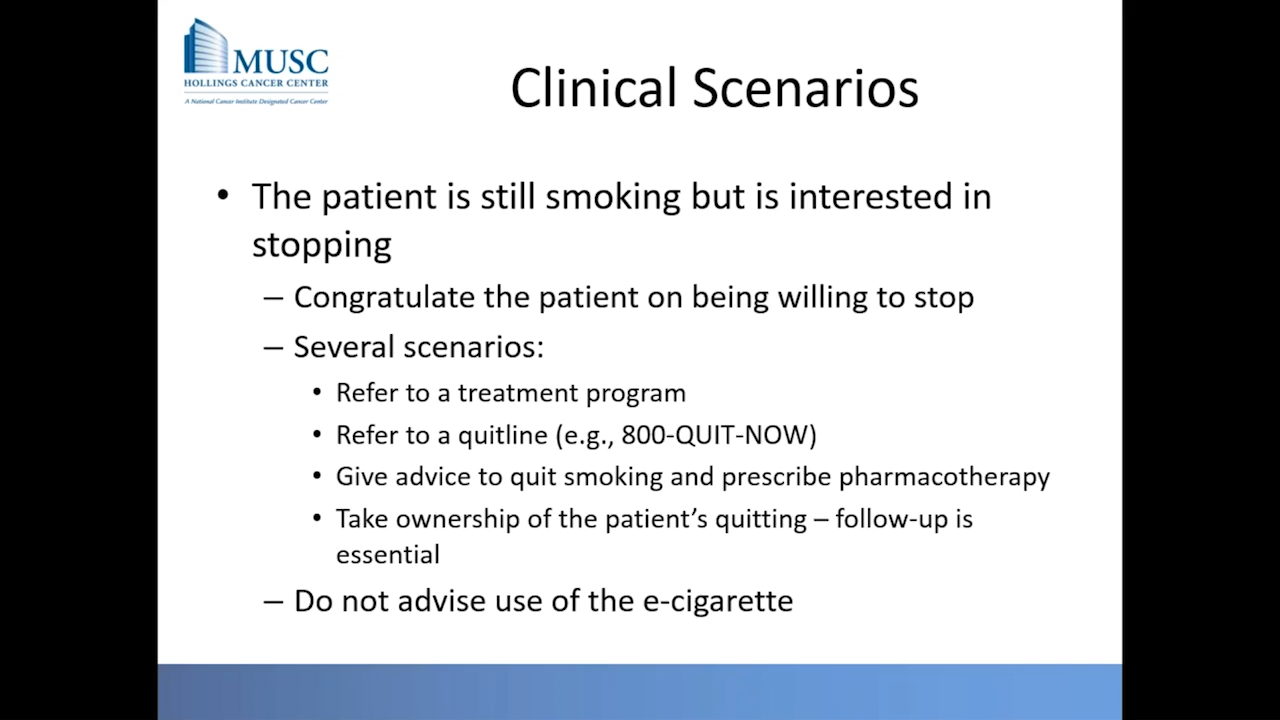 MUSC
HOLLINGS CANCER CENTER
A National Cancer Institute Designated Cancer Center
Clinical Scenarios
• The patient is still smoking but is interested in
stopping
– Congratulate the patient on being willing to stop
– Several scenarios:
• Refer to a treatment program
• Refer to a quitline (e.g., 800-QUIT-NOW)
• Give advice to quit smoking and prescribe pharmacotherapy
• Take ownership of the patient’s quitting – follow-up is
essential
– Do not advise use of the e-cigarette